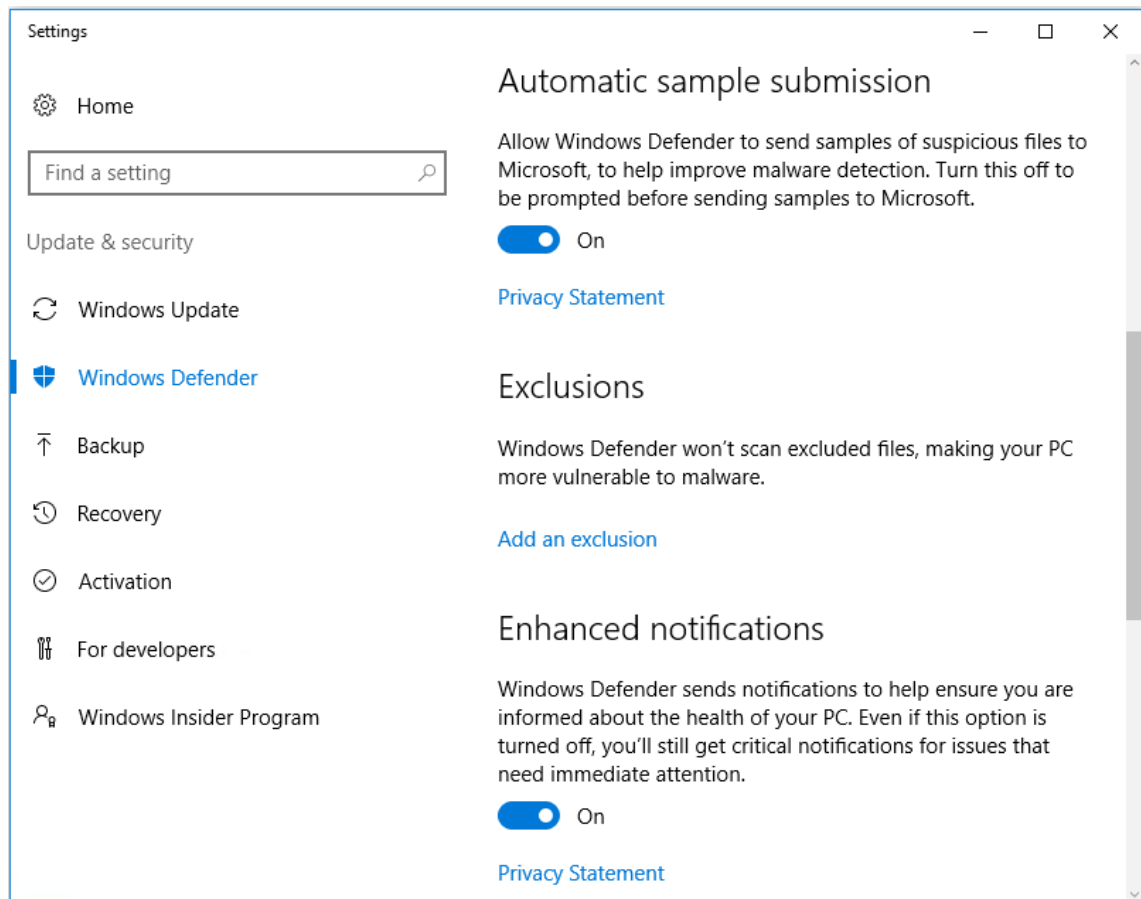 Settings
Home
Find a setting
Update & security
Windows Update
Windows Defender
Backup
Recovery
Activation
For developers
Windows Insider Program
Automatic sample submission
Allow Windows Defender to send samples of suspicious files to
Microsoft, to help improve malware detection. Turn this off to
be prompted before sending samples to Microsoft.
On
Privacy Statement
Exclusions
Windows Defender won’t scan excluded files, making your PC
more vulnerable to malware.
Add an exclusion
Enhanced notifications
Windows Defender sends notifications to help ensure you are
informed about the health of your PC. Even if this option is
turned off, you’ll still get critical notifications for issues that
need immediate attention.
On
Privacy Statement